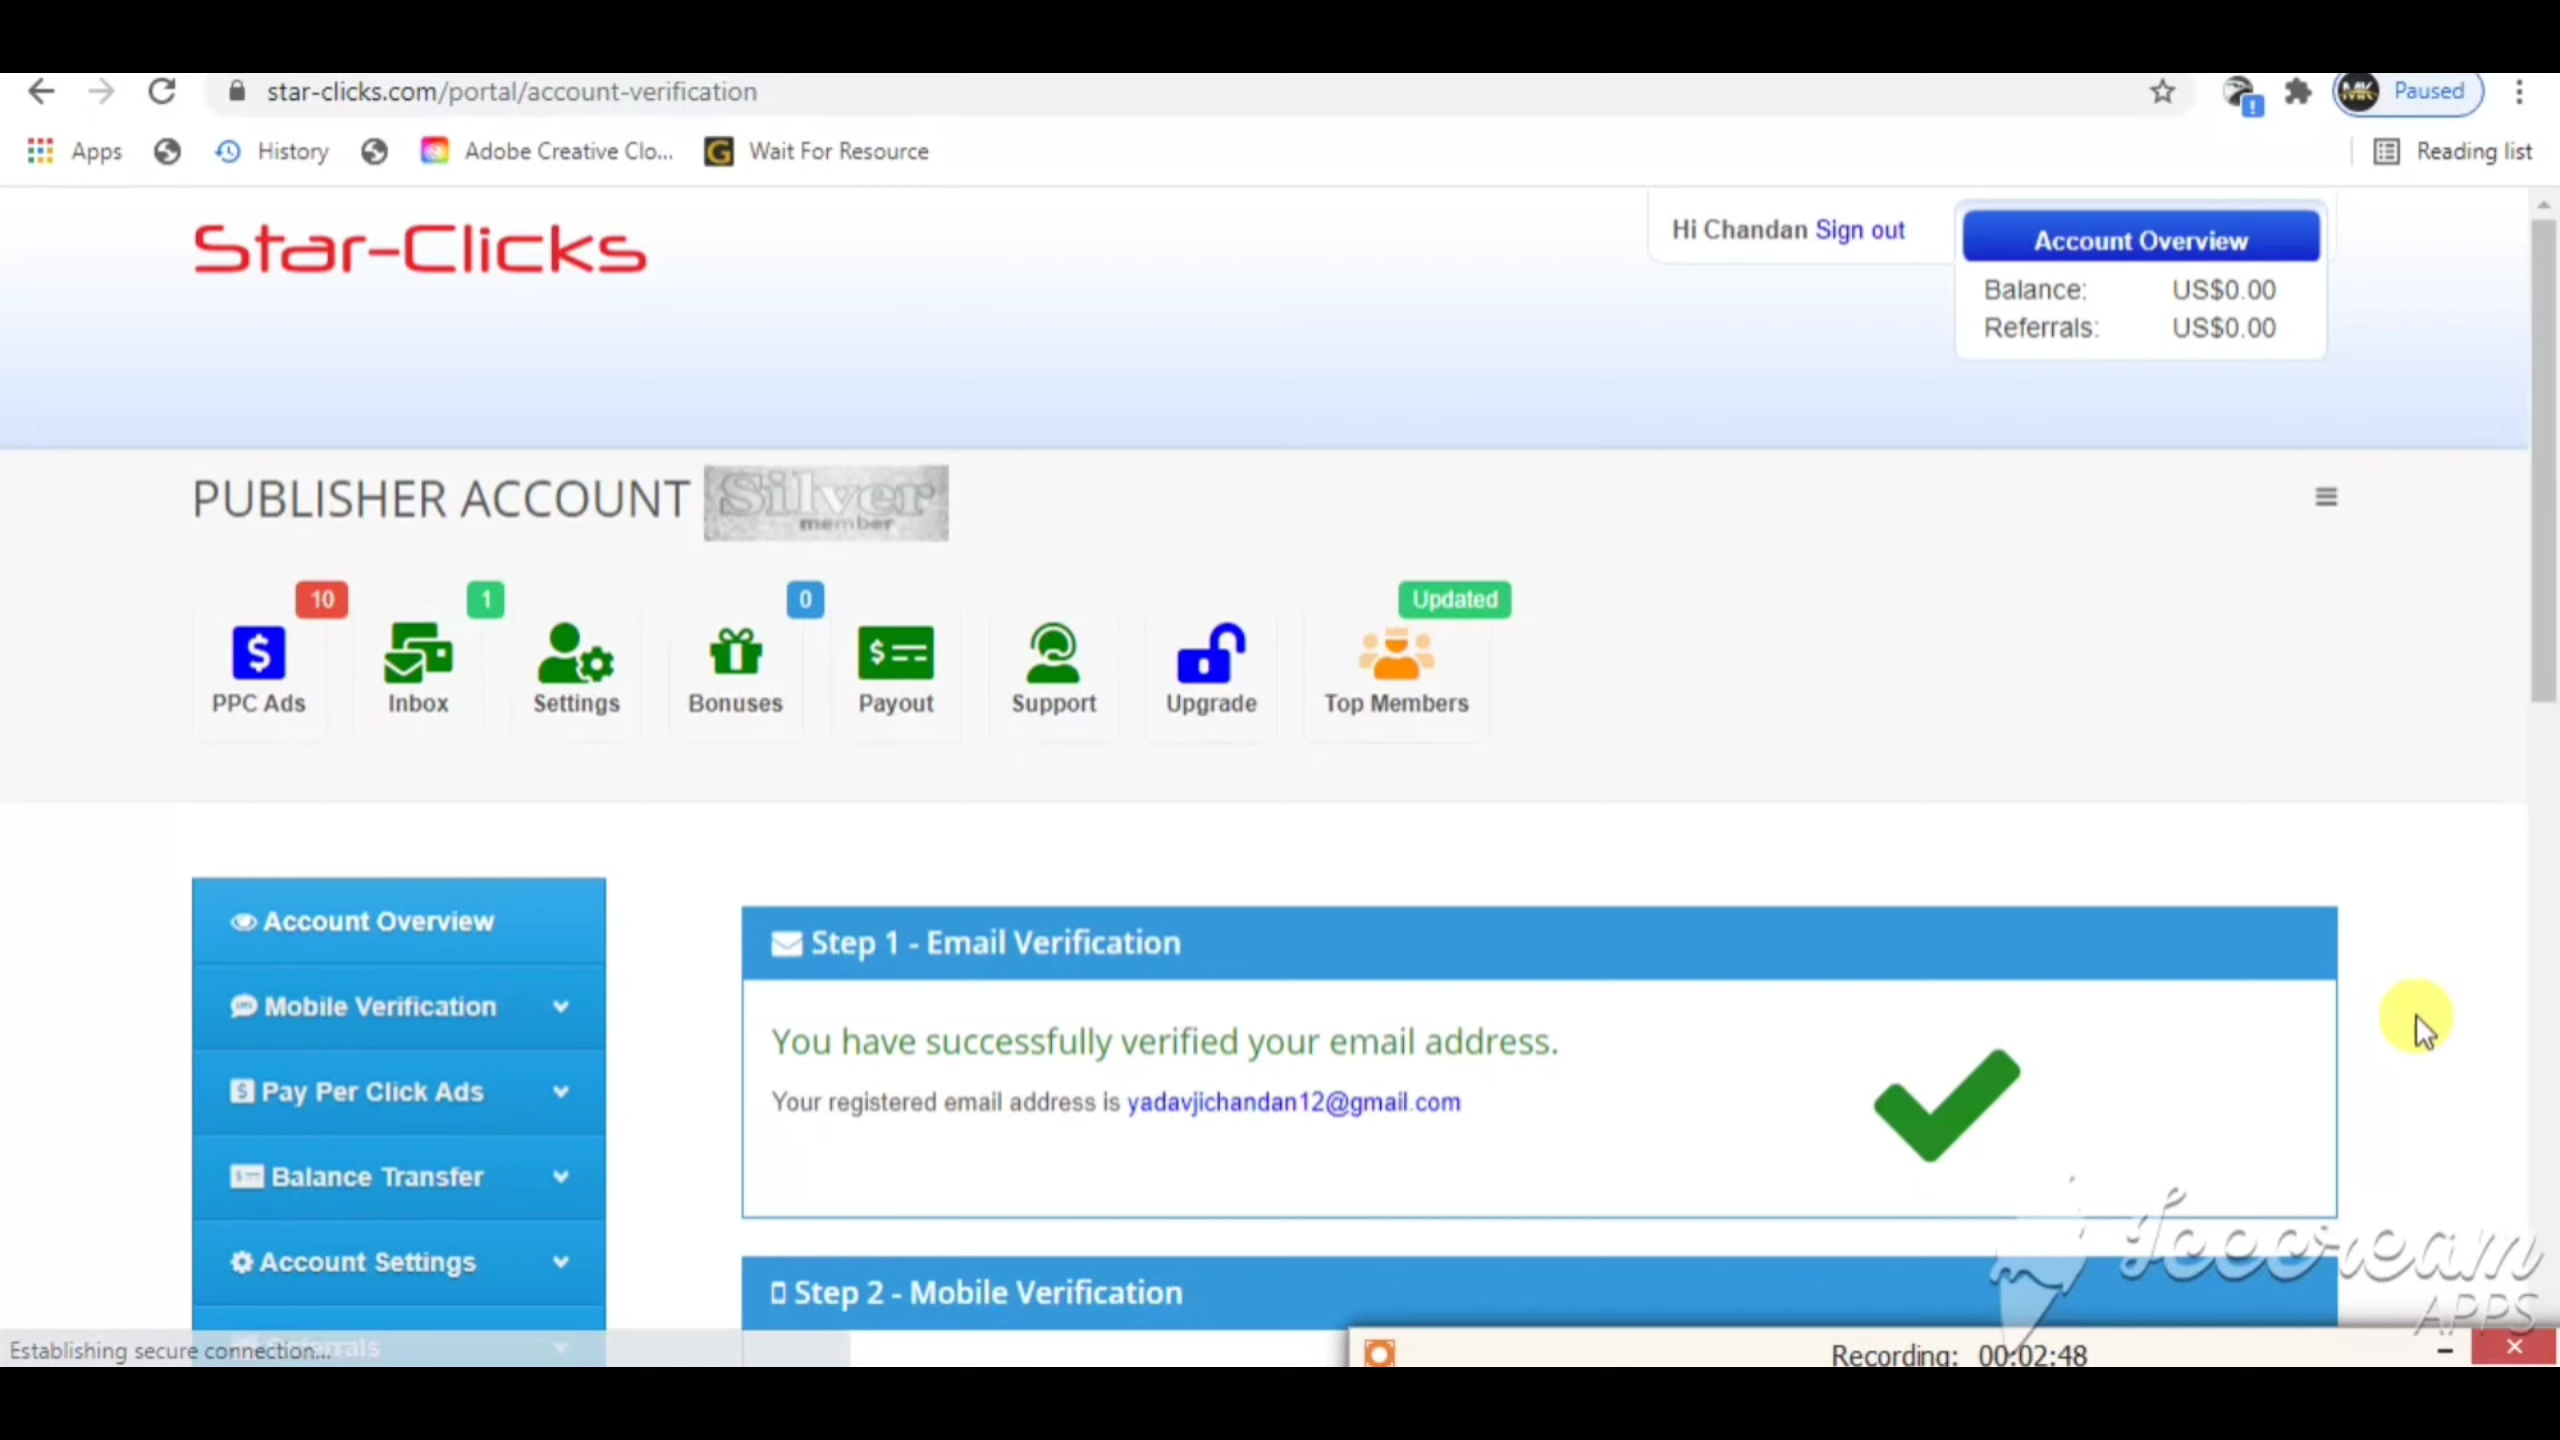 star-clicks.com/portal/account-verification
Paused
Apps
History
Adobe Creative Clo...
Wait For Resource
Reading list
Star-Clicks
Hi Chandan Sign out
Account Overview
Balance: US$0.00
Referrals: US$0.00
PUBLISHER ACCOUNT
Silver
member
10
1
0
Updated
PPC Ads
Inbox
Settings
Bonuses
Payout
Support
Upgrade
Top Members
Account Overview
Mobile Verification
Pay Per Click Ads
Balance Transfer
Account Settings
Referrals
Step 1 - Email Verification
You have successfully verified your email address.
Your registered email address is yadavjichandan12@gmail.com
Step 2 - Mobile Verification
Icecream
APPS
Establishing secure connection...
Recording: 00:02:48